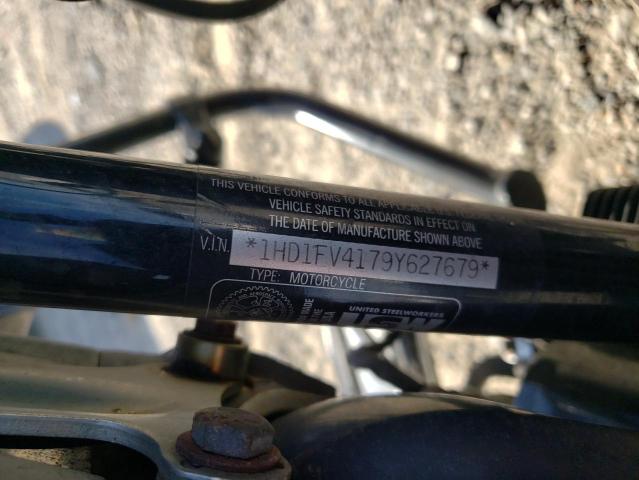 THIS VEHICLE CONFORMS TO ALL
VEHICLE SAFETY STANDARDS IN EFFECT ON
THE DATE OF MANUFACTURE SHOWN ABOVE
V.I.N. *1HD1FV4179Y627679*
TYPE: MOTORCYCLE
UNITED STEELWORKERS
MADE